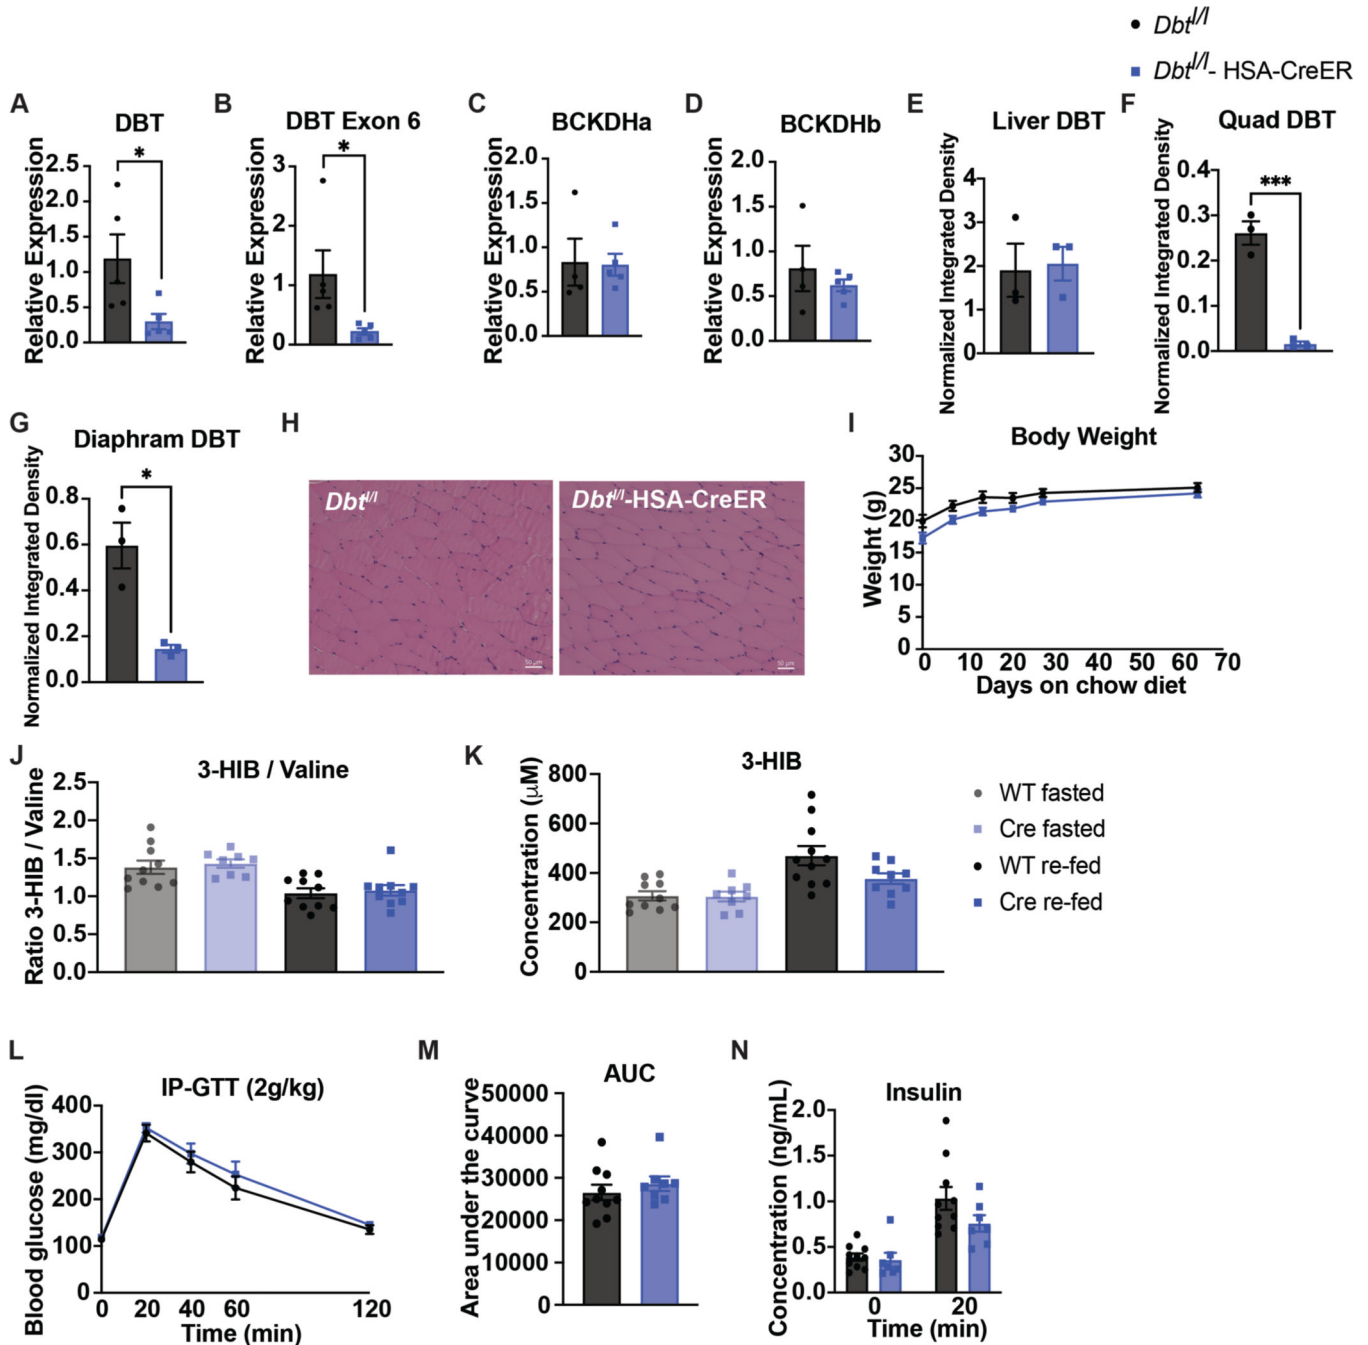 Dbt^l/l
Dbt^l/l- HSA-CreER
A
DBT
Relative Expression
2.5
2.0
1.5
1.0
0.5
0.0
*
B
DBT Exon 6
Relative Expression
3
2
1
0
*
C
BCKDHa
Relative Expression
2.0
1.5
1.0
0.5
0.0
D
BCKDHb
Relative Expression
2.0
1.5
1.0
0.5
0.0
E
Liver DBT
Normalized Integrated Density
4
3
2
1
0
F
Quad DBT
Normalized Integrated Density
0.4
0.3
0.2
0.1
0.0
***
G
Diaphram DBT
Normalized Integrated Density
0.8
0.6
0.4
0.2
0.0
*
H
Dbt^l/l
50 μm
Dbt^l/l-HSA-CreER
50 μm
I
Body Weight
Weight (g)
30
25
20
15
10
5
0
0 10 20 30 40 50 60 70
Days on chow diet
J
3-HIB / Valine
Ratio 3-HIB / Valine
2.5
2.0
1.5
1.0
0.5
0.0
K
3-HIB
Concentration (μM)
800
600
400
200
0
WT fasted
Cre fasted
WT re-fed
Cre re-fed
L
IP-GTT (2g/kg)
Blood glucose (mg/dl)
400
300
200
100
0
0 20 40 60 120
Time (min)
M
AUC
Area under the curve
50000
40000
30000
20000
10000
0
N
Insulin
Concentration (ng/mL)
2.0
1.5
1.0
0.5
0.0
0 20
Time (min)